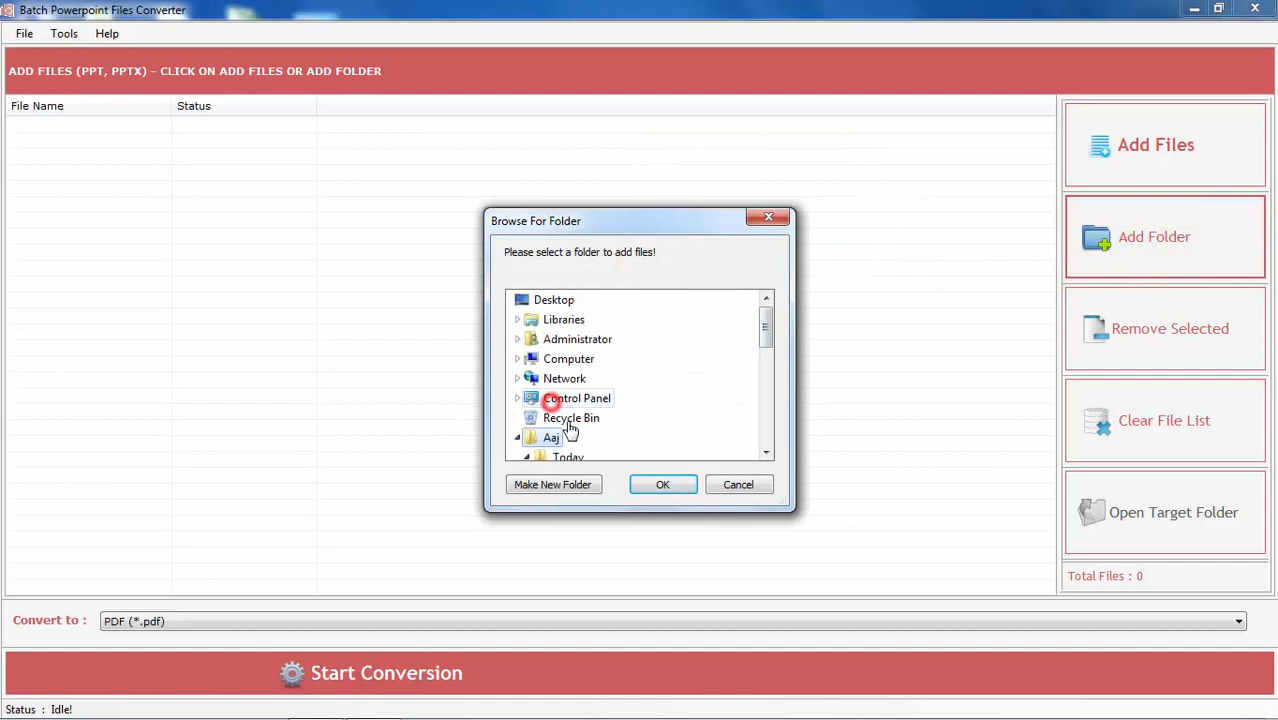 Batch Powerpoint Files Converter
File Tools Help
ADD FILES (PPT, PPTX) - CLICK ON ADD FILES OR ADD FOLDER
File Name Status
Add Files
Add Folder
Remove Selected
Clear File List
Open Target Folder
Total Files : 0
Browse For Folder
Please select a folder to add files!
Desktop
Libraries
Administrator
Computer
Network
Control Panel
Recycle Bin
Aaj
Today
Make New Folder OK Cancel
Convert to : PDF (*.pdf)
Start Conversion
Status : Idle!